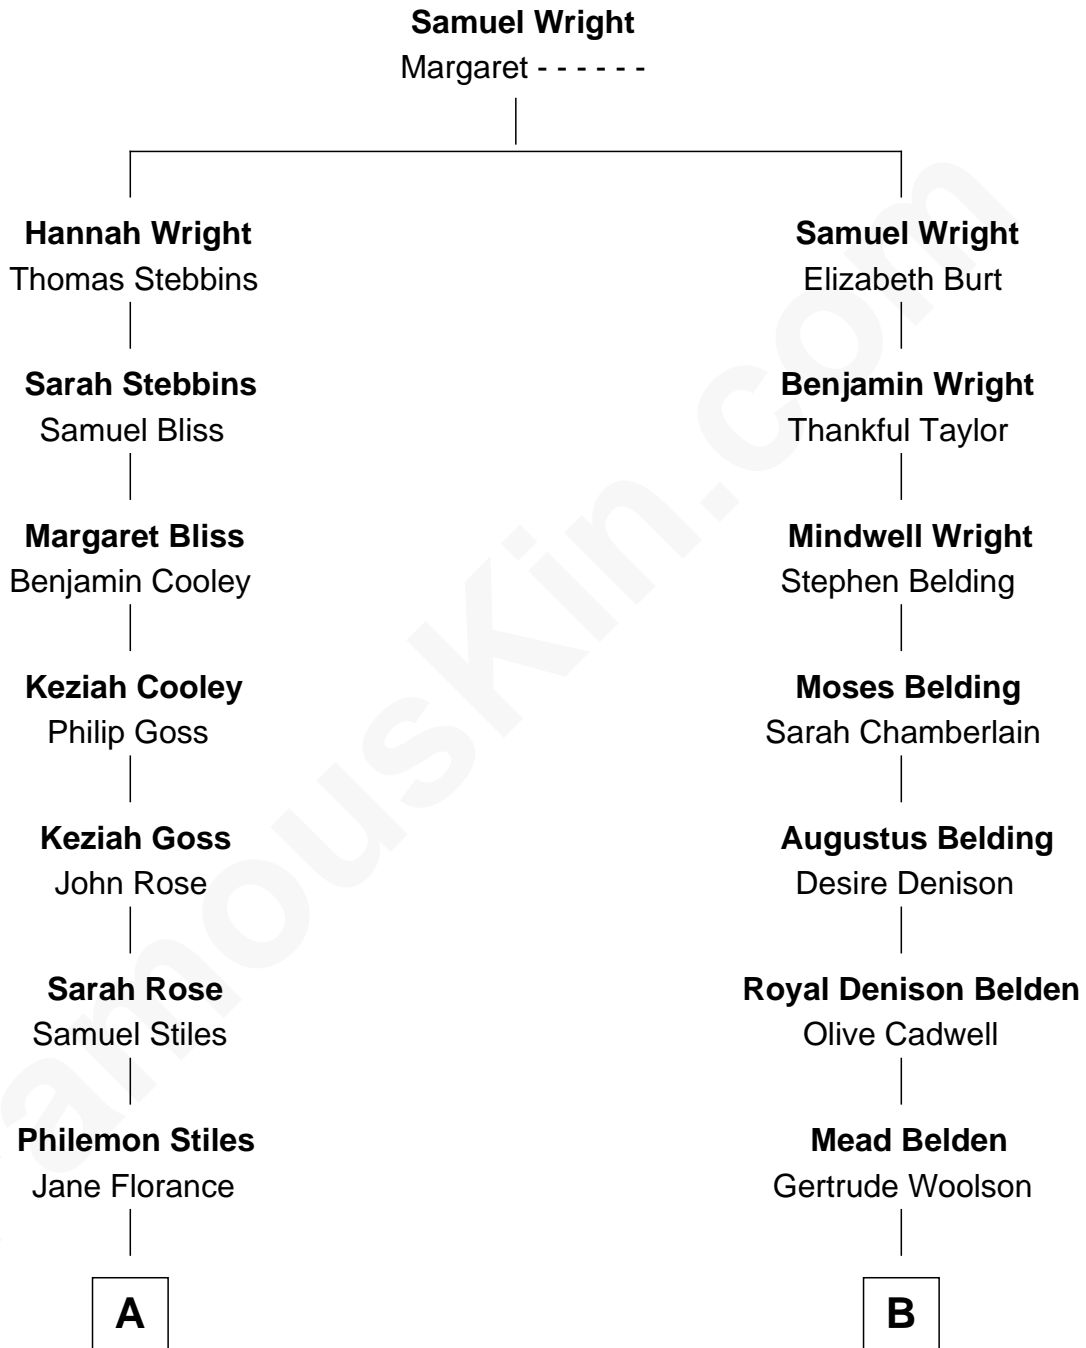 Samuel Wright
Margaret - - - - - -
Hannah Wright
Thomas Stebbins
Samuel Wright
Elizabeth Burt
Sarah Stebbins
Samuel Bliss
Benjamin Wright
Thankful Taylor
Margaret Bliss
Benjamin Cooley
Mindwell Wright
Stephen Belding
Keziah Cooley
Philip Goss
Moses Belding
Sarah Chamberlain
Keziah Goss
John Rose
Augustus Belding
Desire Denison
Sarah Rose
Samuel Stiles
Royal Denison Belden
Olive Cadwell
Philemon Stiles
Jane Florance
Mead Belden
Gertrude Woolson
A
B
amouskin.com